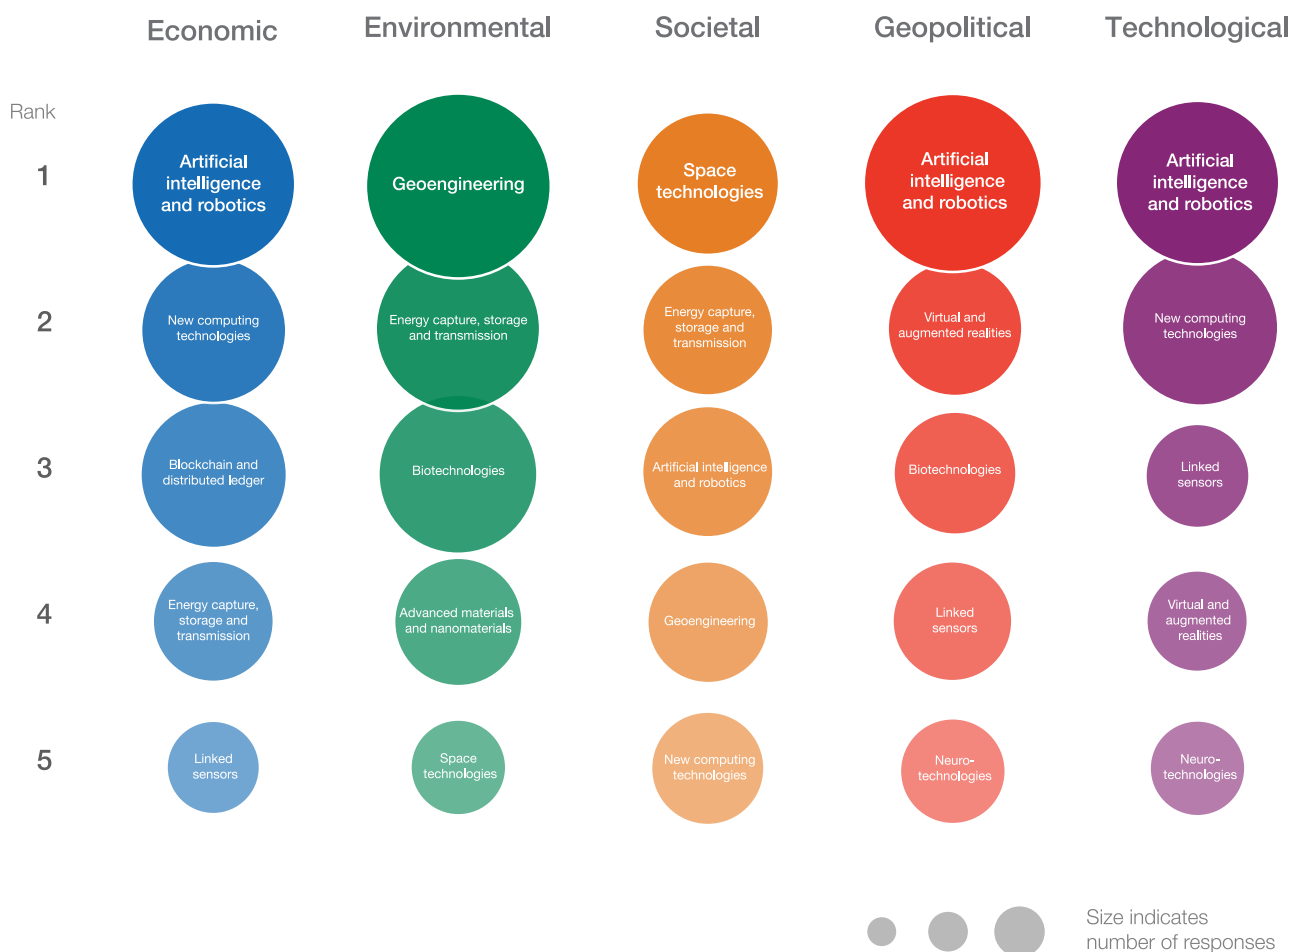 Economic
Environmental
Societal
Geopolitical
Technological
Rank
1
Artificial
intelligence
and robotics
Geoengineering
Space
technologies
Artificial
intelligence
and robotics
Artificial
intelligence
and robotics
2
New computing
technologies
Energy capture, storage
and transmission
Energy capture,
storage and
transmission
Virtual and
augmented realities
New computing
technologies
3
Blockchain and
distributed ledger
Biotechnologies
Artificial intelligence
and robotics
Biotechnologies
Linked
sensors
4
Energy capture,
storage and
transmission
Advanced materials
and nanomaterials
Geoengineering
Linked
sensors
Virtual and
augmented
realities
5
Linked
sensors
Space
technologies
New computing
technologies
Neuro-
technologies
Neuro-
technologies
Size indicates
number of responses